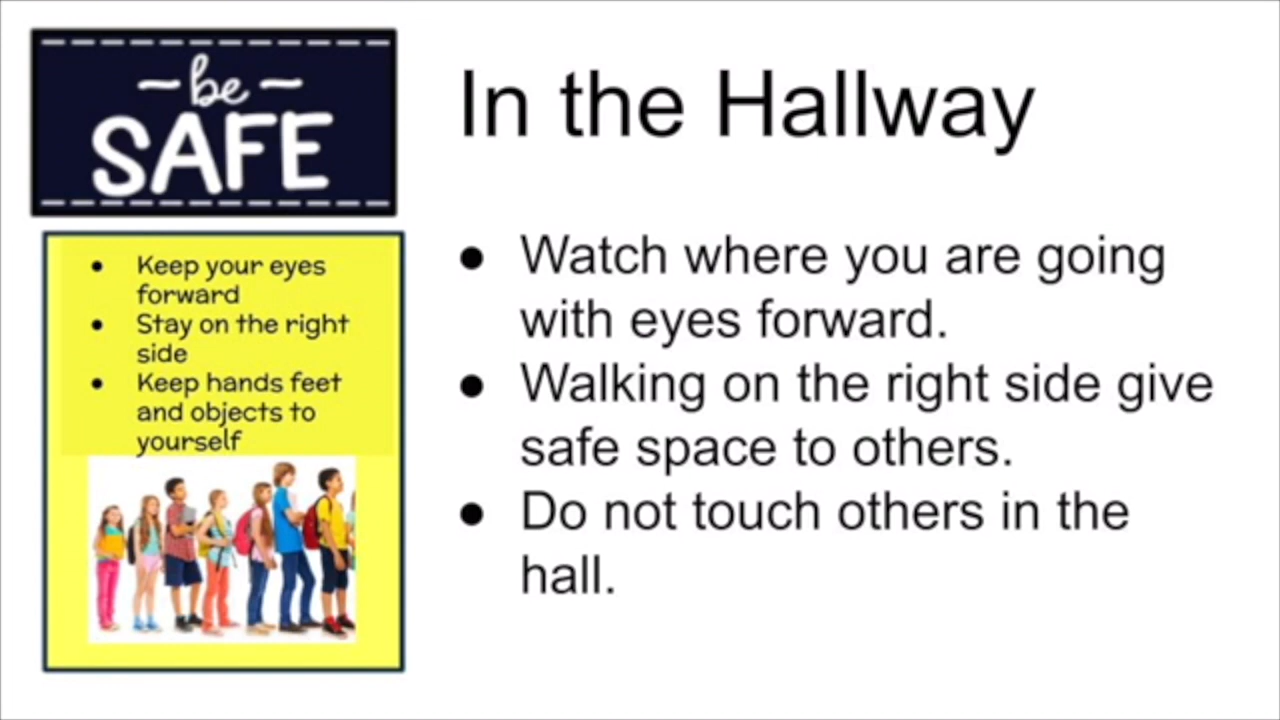 ~be~
SAFE
Keep your eyes
forward
Stay on the right
side
Keep hands feet
and objects to
yourself
In the Hallway
Watch where you are going
with eyes forward.
Walking on the right side give
safe space to others.
Do not touch others in the
hall.